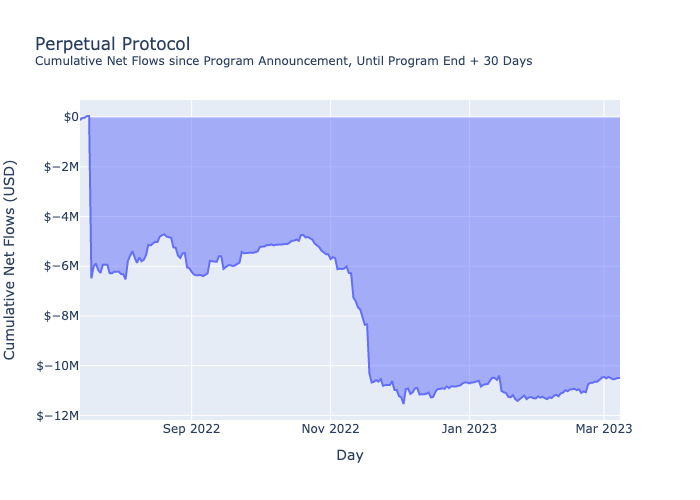 Perpetual Protocol
Cumulative Net Flows since Program Announcement, Until Program End + 30 Days
Cumulative Net Flows (USD)
$0
$−2M
$−4M
$−6M
$−8M
$−10M
$−12M
Sep 2022
Nov 2022
Jan 2023
Mar 2023
Day